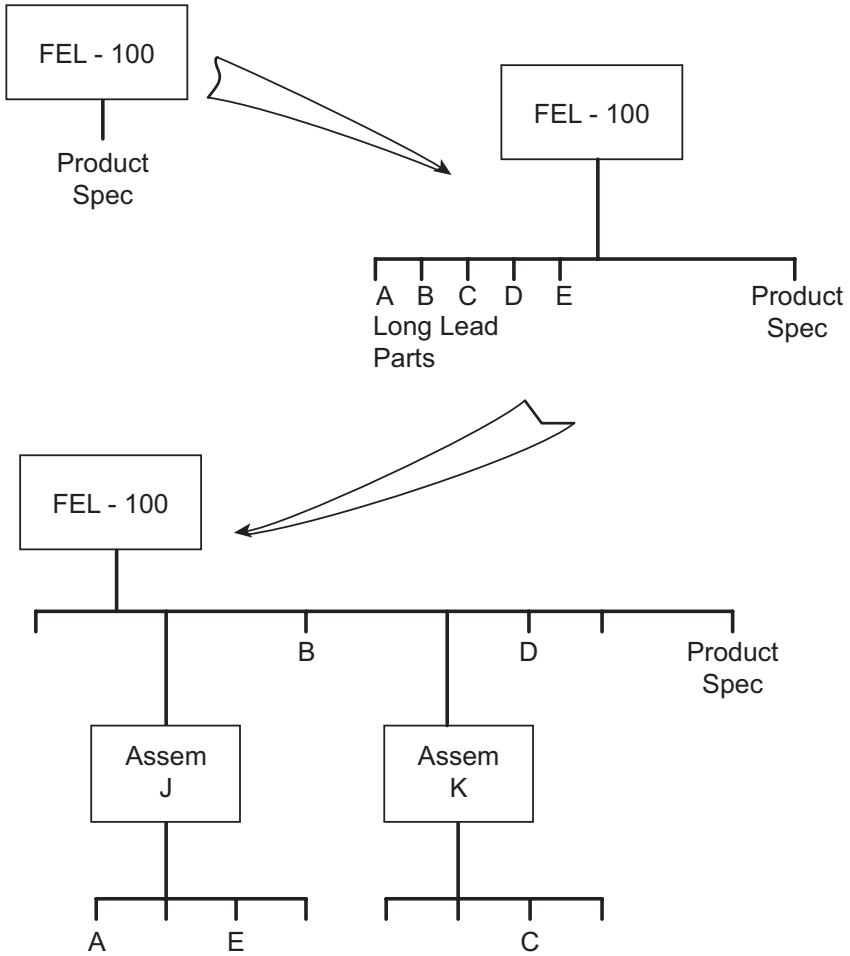 FEL - 100
Product
Spec
FEL - 100
A B C D E
Long Lead
Parts
Product
Spec
FEL - 100
B
D
Product
Spec
Assem
J
Assem
K
A
E
C